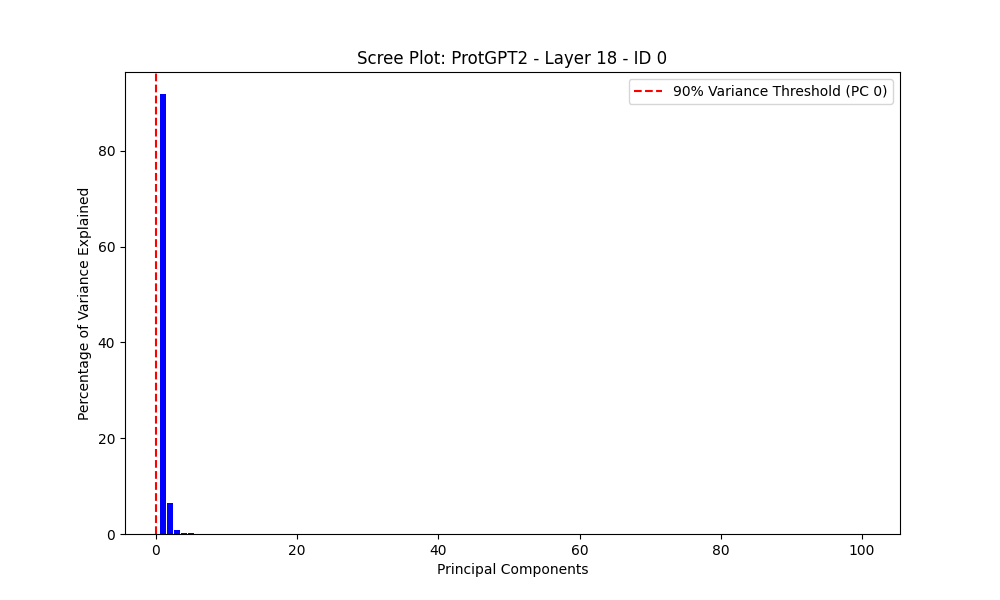 Scree Plot: ProtGPT2 - Layer 18 - ID 0
90% Variance Threshold (PC 0)
Percentage of Variance Explained
80
60
40
20
0
0 20 40 60 80 100
Principal Components